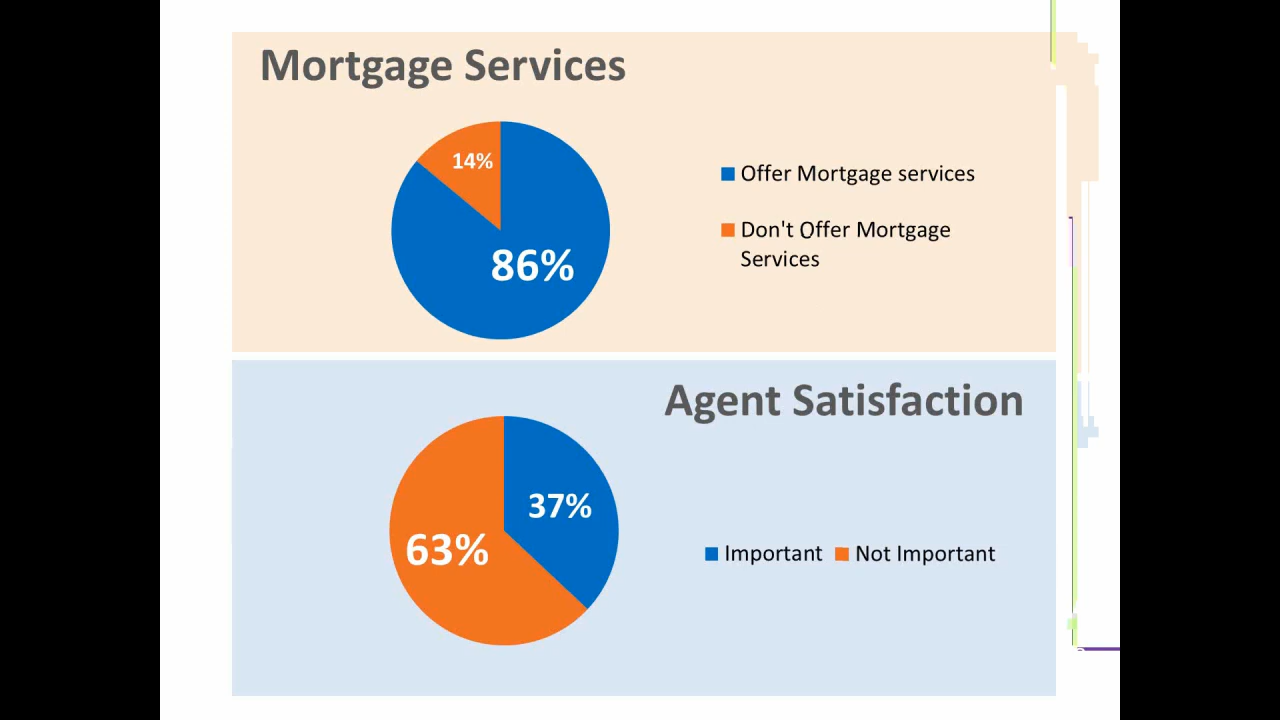 Mortgage Services
14%
86%
Offer Mortgage services
Don't Offer Mortgage
Services
Agent Satisfaction
37%
63%
Important
Not Important